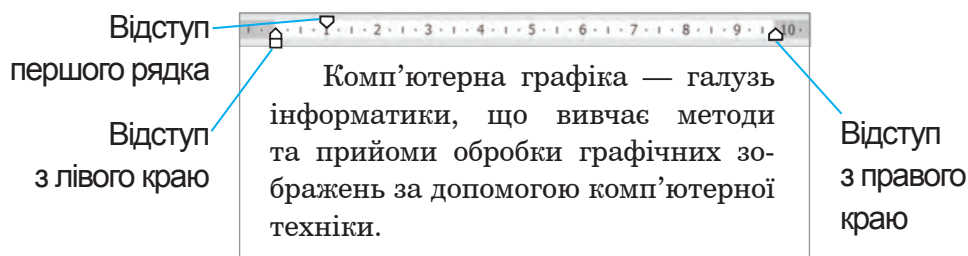 Відступ
першого рядка
1 · 2 · 3 · 4 · 5 · 6 · 7 · 8 · 9 · 10
Комп’ютерна графіка — галузь
інформатики, що вивчає методи
та прийоми обробки графічних зо-
бражень за допомогою комп’ютерної
техніки.
Відступ
з лівого краю
Відступ
з правого
краю